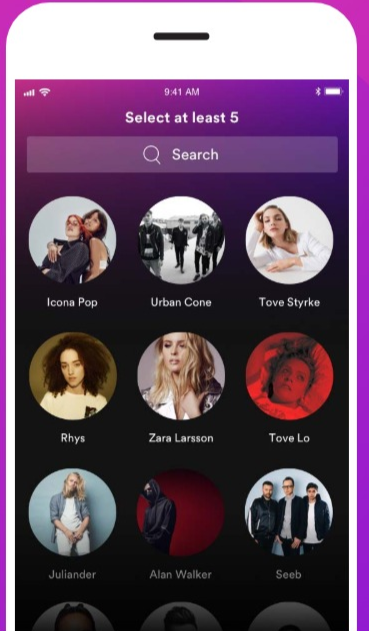 9:41 AM
Select at least 5
Search
Icona Pop
Urban Cone
Tove Styrke
Rhys
Zara Larsson
Tove Lo
Juliander
Alan Walker
Seeb